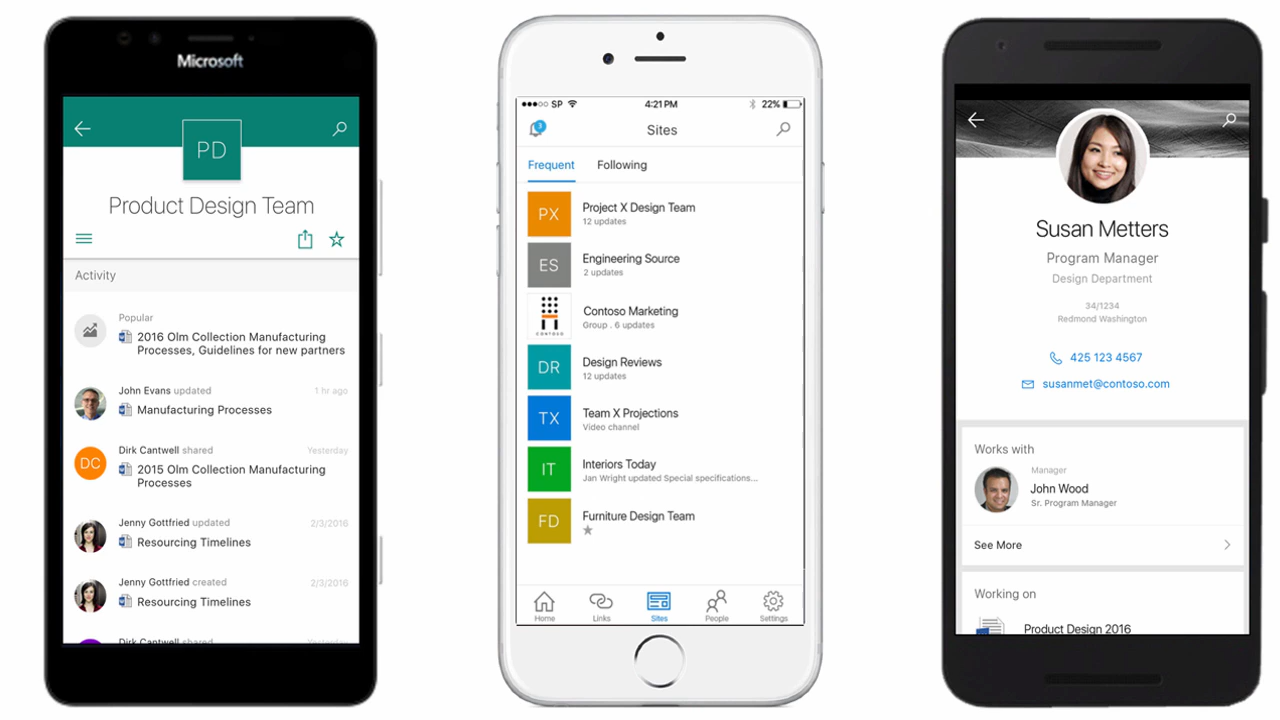 Microsoft
PD
Product Design Team
Activity
Popular
2016 Olm Collection Manufacturing
Processes, Guidelines for new partners
John Evans updated 1 hr ago
Manufacturing Processes
DC
Dirk Cantwell shared Yesterday
2015 Olm Collection Manufacturing
Processes
Jenny Gottfried updated 2/3/2016
Resourcing Timelines
Jenny Gottfried created 2/3/2016
Resourcing Timelines
Dirk Cantwell shared Yesterday
SP 4:21 PM 22%
3
Sites
Frequent Following
PX
Project X Design Team
12 updates
ES
Engineering Source
2 updates
CONTOSO
Contoso Marketing
Group . 6 updates
DR
Design Reviews
12 updates
TX
Team X Projections
Video channel
IT
Interiors Today
Jan Wright updated Special specifications...
FD
Furniture Design Team
Home Links Sites People Settings
Susan Metters
Program Manager
Design Department
34/1234
Redmond Washington
425 123 4567
susanmet@contoso.com
Works with
Manager
John Wood
Sr. Program Manager
See More
Working on
Product Design 2016